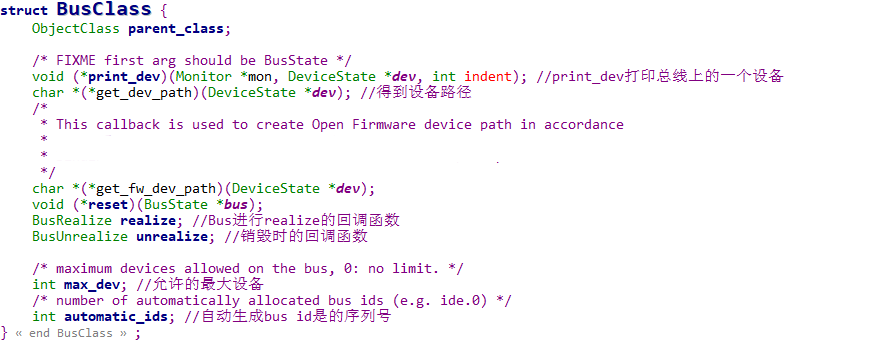 struct BusClass {
ObjectClass parent_class;
/* FIXME first arg should be BusState */
void (*print_dev)(Monitor *mon, DeviceState *dev, int indent); //print_dev打印总线上的一个设备
char *(*get_dev_path)(DeviceState *dev); //得到设备路径
/*
* This callback is used to create Open Firmware device path in accordance
*
*
*/
char *(*get_fw_dev_path)(DeviceState *dev);
void (*reset)(BusState *bus);
BusRealize realize; //Bus进行realize的回调函数
BusUnrealize unrealize; //销毁时的回调函数
/* maximum devices allowed on the bus, 0: no limit. */
int max_dev; //允许的最大设备
/* number of automatically allocated bus ids (e.g. ide.0) */
int automatic_ids; //自动生成bus id是的序列号
} « end BusClass » ;